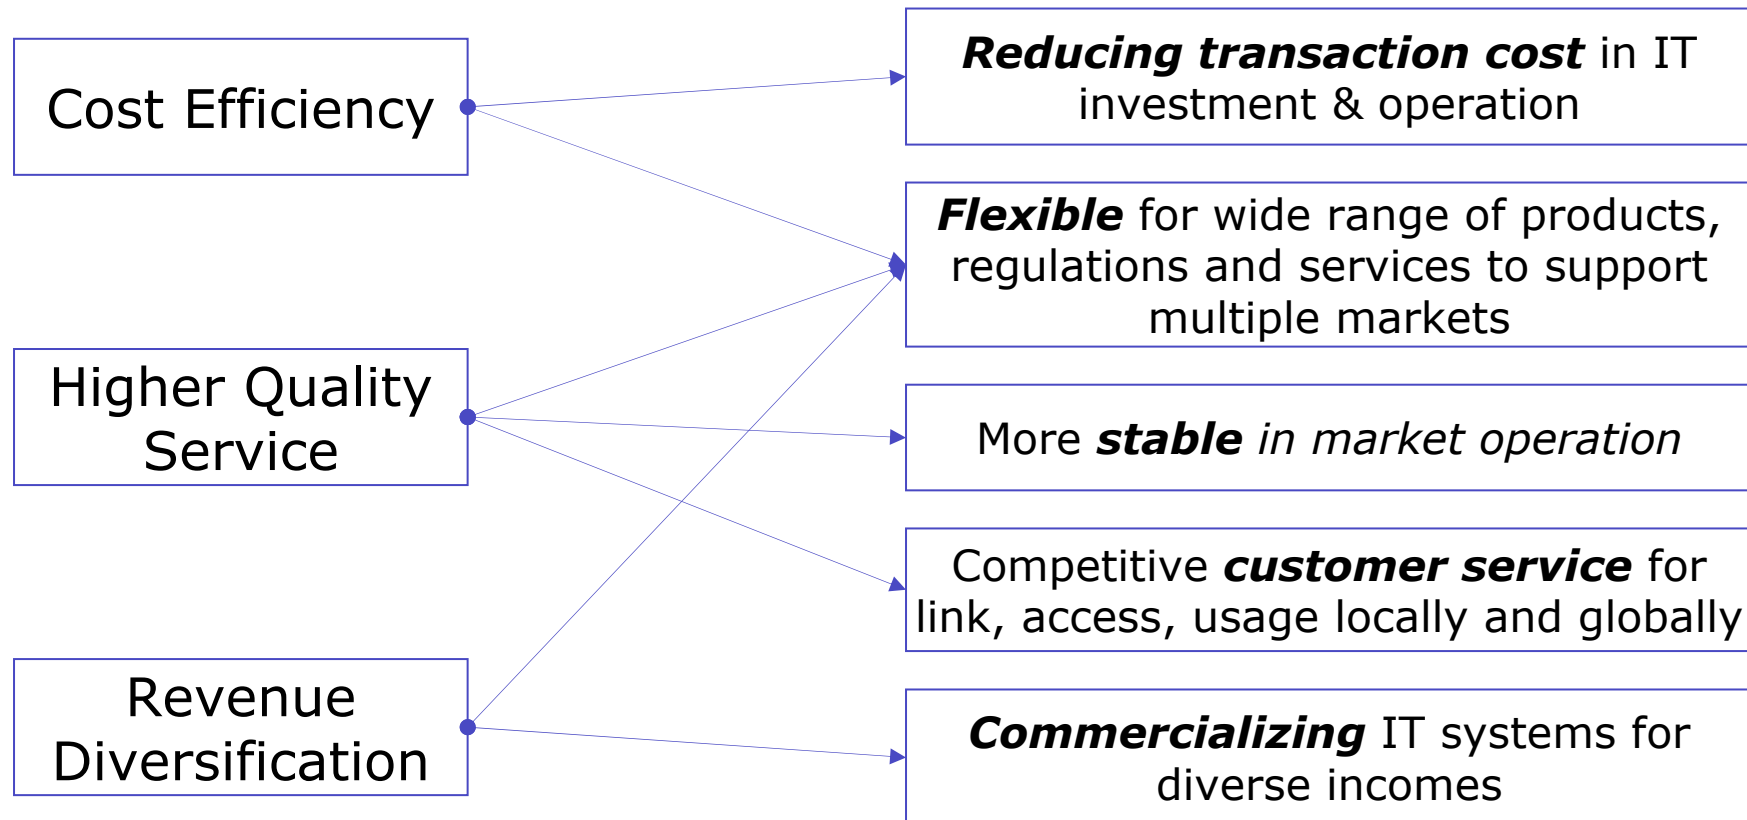 Cost Efficiency
Higher Quality
Service
Revenue
Diversification
Reducing transaction cost in IT
investment & operation
Flexible for wide range of products,
regulations and services to support
multiple markets
More stable in market operation
Competitive customer service for
link, access, usage locally and globally
Commercializing IT systems for
diverse incomes